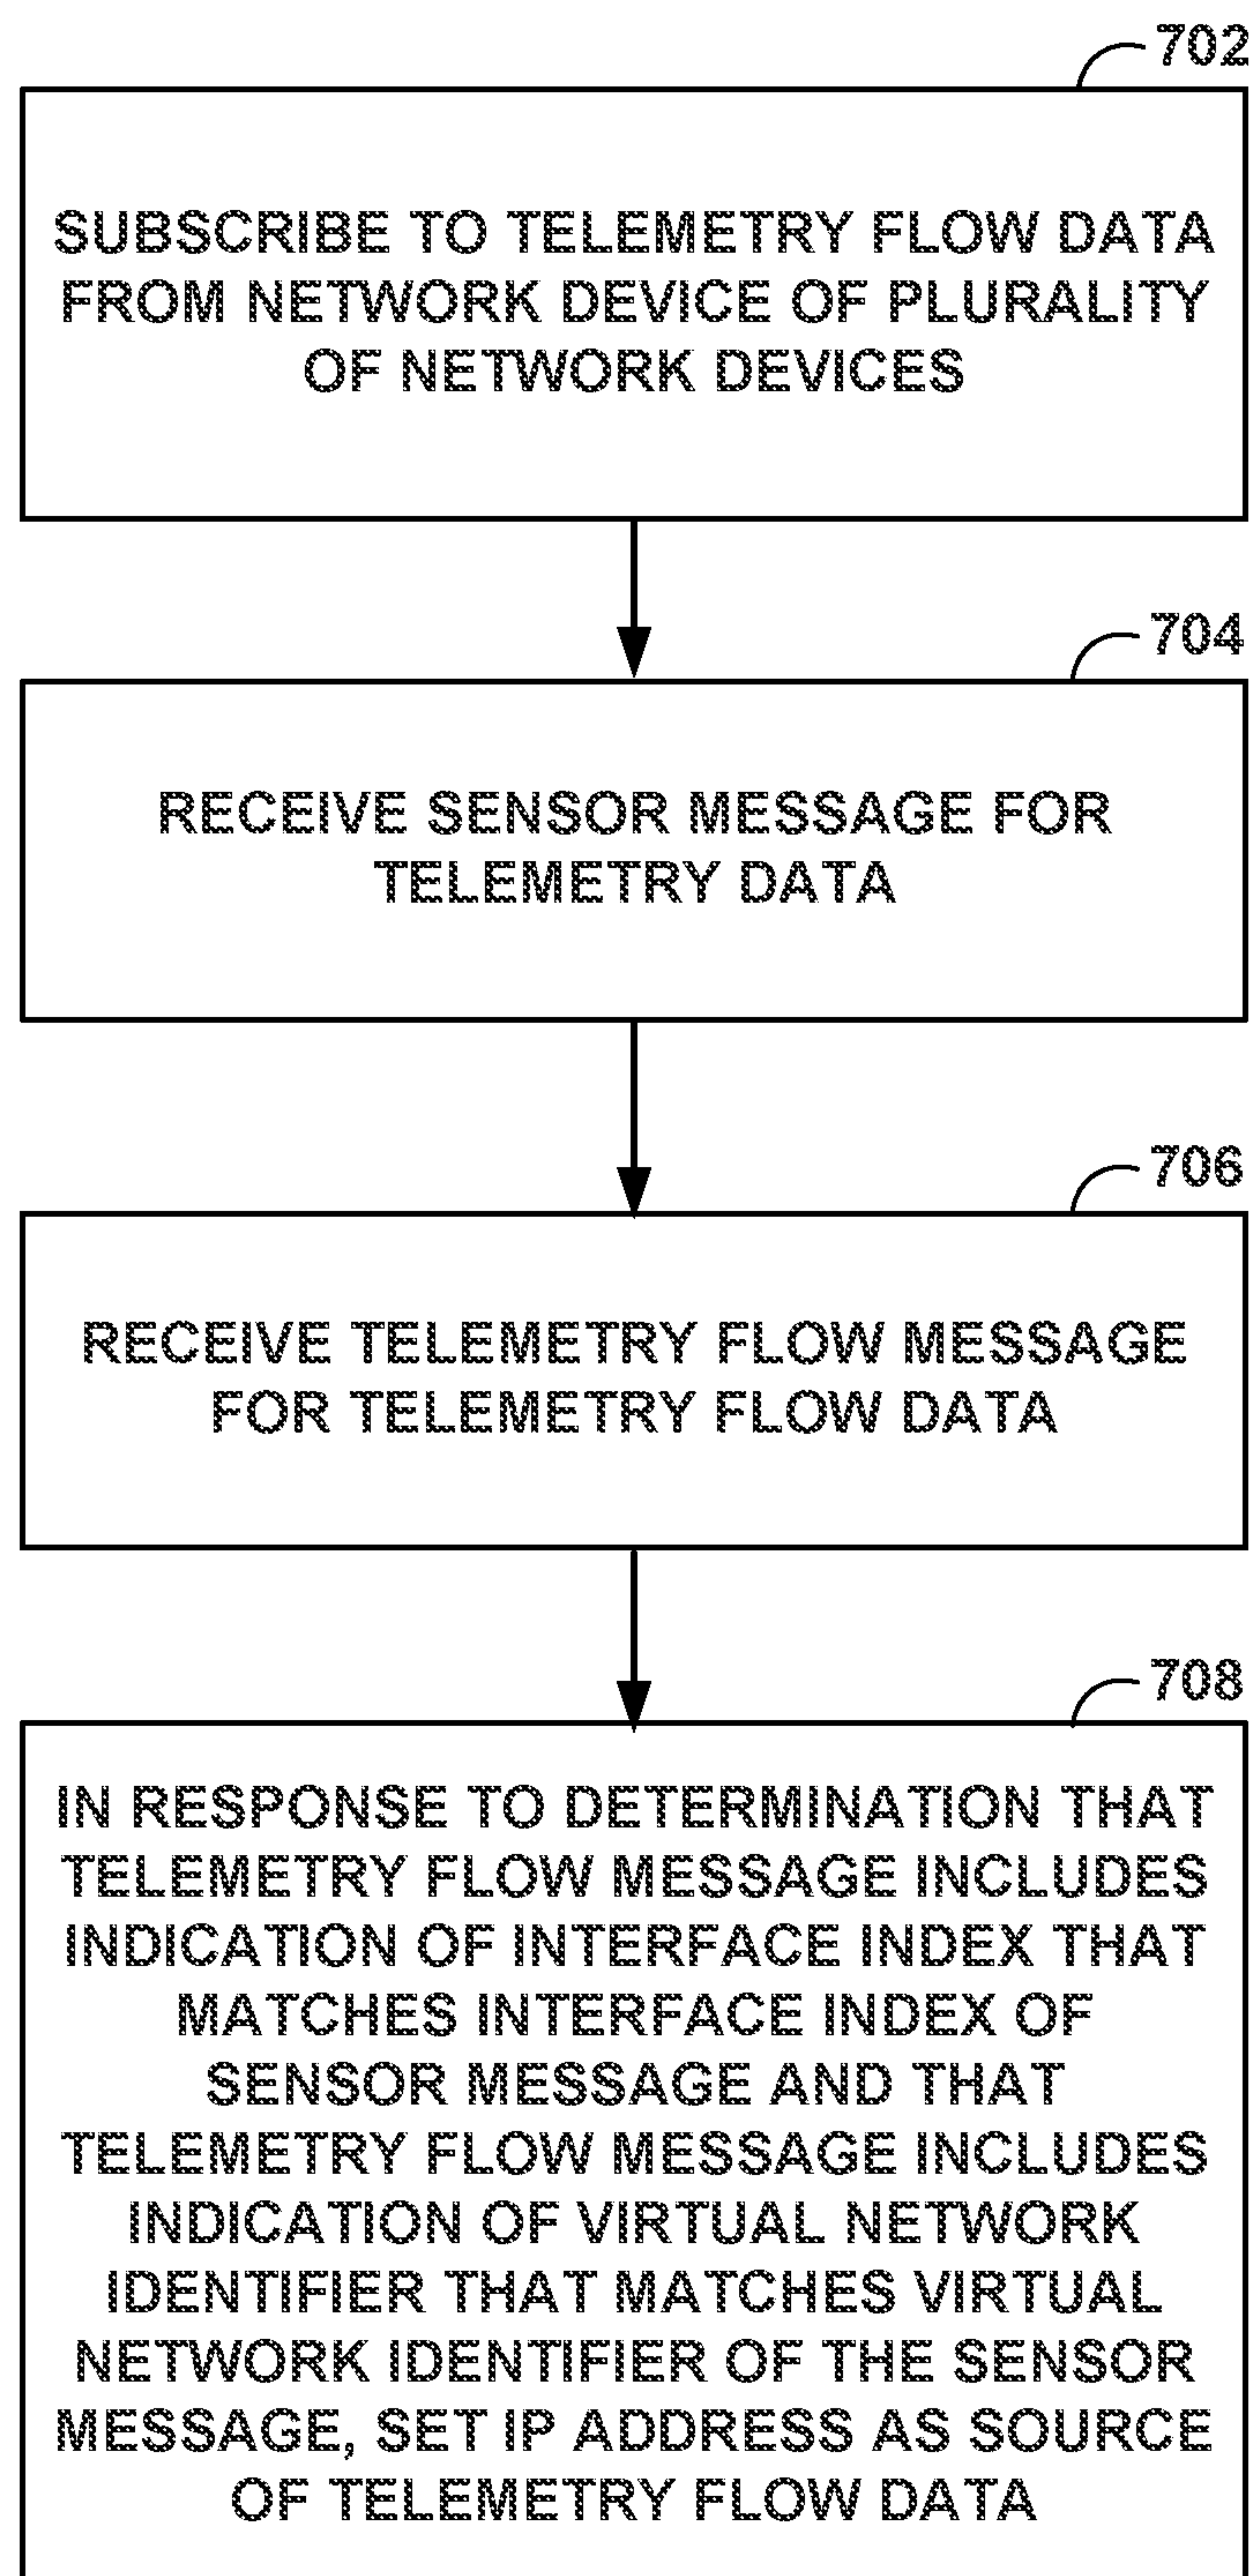 702
SUBSCRIBE TO TELEMETRY FLOW DATA
FROM NETWORK DEVICE OF PLURALITY
OF NETWORK DEVICES
704
RECEIVE SENSOR MESSAGE FOR
TELEMETRY DATA
706
RECEIVE TELEMETRY FLOW MESSAGE
FOR TELEMETRY FLOW DATA
708
IN RESPONSE TO DETERMINATION THAT
TELEMETRY FLOW MESSAGE INCLUDES
INDICATION OF INTERFACE INDEX THAT
MATCHES INTERFACE INDEX OF
SENSOR MESSAGE AND THAT
TELEMETRY FLOW MESSAGE INCLUDES
INDICATION OF VIRTUAL NETWORK
IDENTIFIER THAT MATCHES VIRTUAL
NETWORK IDENTIFIER OF THE SENSOR
MESSAGE, SET IP ADDRESS AS SOURCE
OF TELEMETRY FLOW DATA